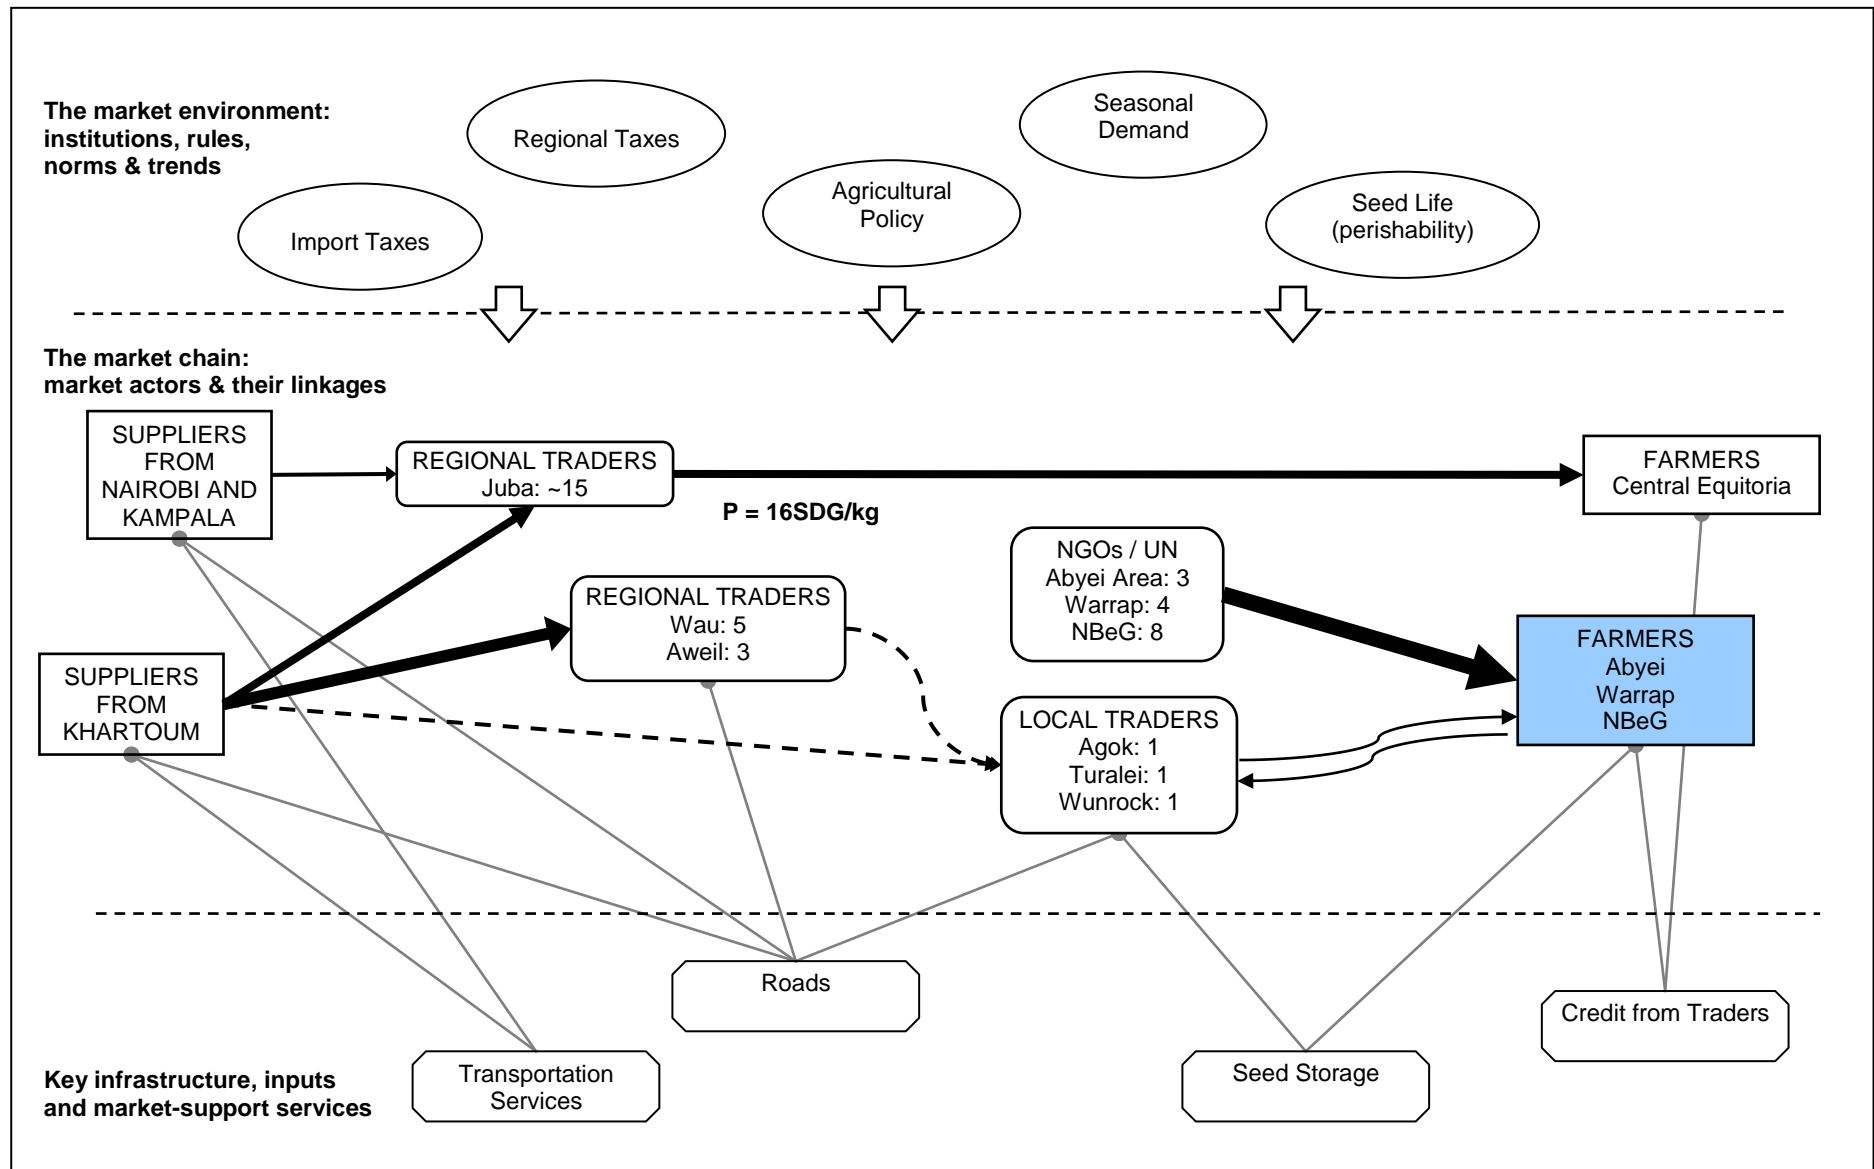 The market environment:
institutions, rules,
norms & trends
Import Taxes
Regional Taxes
Agricultural
Policy
Seasonal
Demand
Seed Life
(perishability)
The market chain:
market actors & their linkages
SUPPLIERS
FROM
NAIROBI AND
KAMPALA
REGIONAL TRADERS
Juba: ~15
P = 16SDG/kg
FARMERS
Central Equitoria
NGOs / UN
Abyei Area: 3
Warrap: 4
NBeG: 8
REGIONAL TRADERS
Wau: 5
Aweil: 3
SUPPLIERS
FROM
KHARTOUM
LOCAL TRADERS
Agok: 1
Turalei: 1
Wunrock: 1
FARMERS
Abyei
Warrap
NBeG
Roads
Credit from Traders
Transportation
Services
Seed Storage
Key infrastructure, inputs
and market-support services